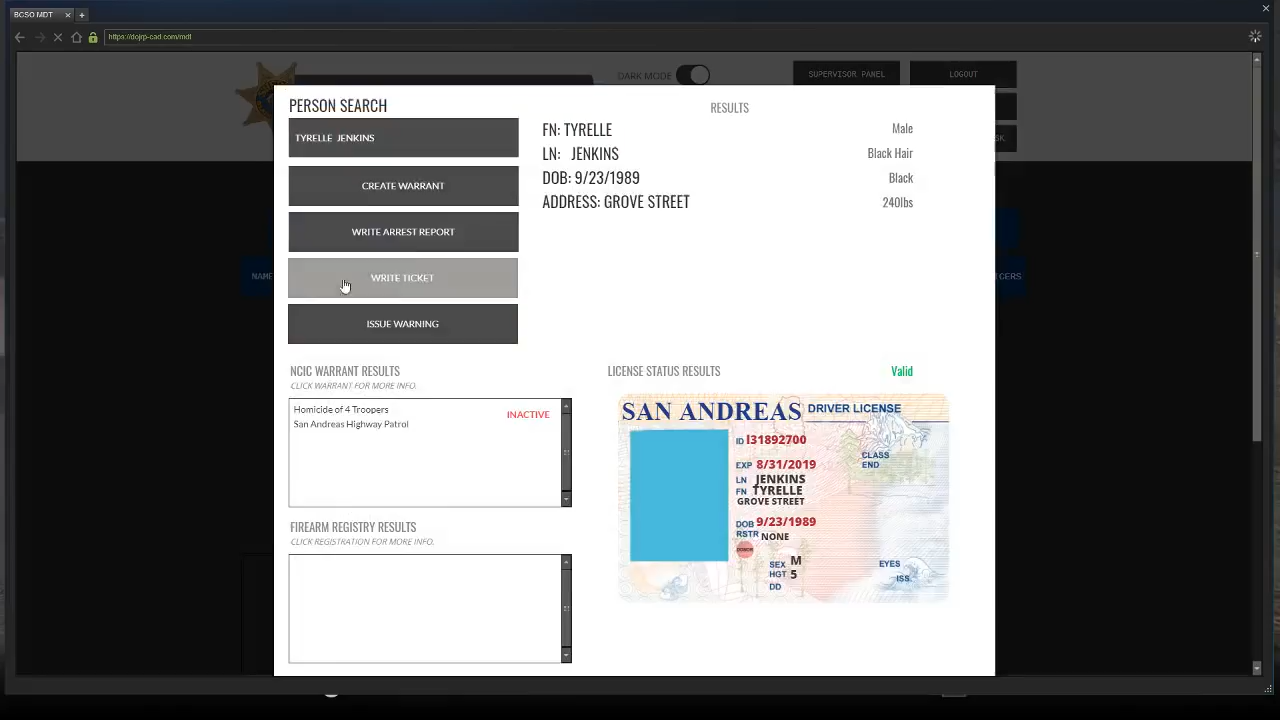 BCSO MDT
https://dojrp-cad.com/mdt
DARK MODE
SUPERVISOR PANEL
LOGOUT
SK
PERSON SEARCH
TYRELLE JENKINS
CREATE WARRANT
WRITE ARREST REPORT
WRITE TICKET
ISSUE WARNING
NAME
ICERS
RESULTS
FN: TYRELLE
LN: JENKINS
DOB: 9/23/1989
ADDRESS: GROVE STREET
Male
Black Hair
Black
240lbs
NCIC WARRANT RESULTS
CLICK WARRANT FOR MORE INFO.
Homicide of 4 Troopers
San Andreas Highway Patrol
INACTIVE
FIREARM REGISTRY RESULTS
CLICK REGISTRATION FOR MORE INFO.
LICENSE STATUS RESULTS
Valid
SAN ANDREAS DRIVER LICENSE
ID I31892700
EXP 8/31/2019
LN JENKINS
FN TYRELLE
GROVE STREET
DOB 9/23/1989
RSTR NONE
DONOR
SEX M
HGT 5
DD
CLASS
END
EYES
ISS.